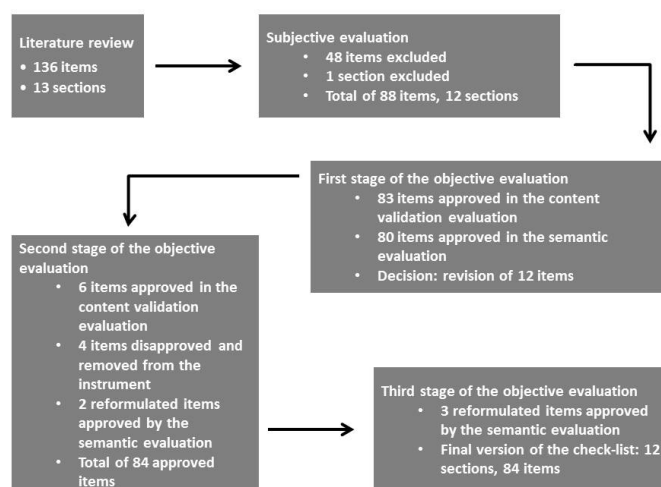 Literature review
• 136 items
• 13 sections
Subjective evaluation
• 48 items excluded
• 1 section excluded
• Total of 88 items, 12 sections
First stage of the objective evaluation
• 83 items approved in the content
validation evaluation
• 80 items approved in the semantic
evaluation
• Decision: revision of 12 items
Second stage of the objective
evaluation
• 6 items approved in the
content validation
evaluation
• 4 items disapproved and
removed from the
instrument
• 2 reformulated items
approved by the
semantic evaluation
• Total of 84 approved
items
Third stage of the objective evaluation
• 3 reformulated items approved
by the semantic evaluation
• Final version of the check-list: 12
sections, 84 items